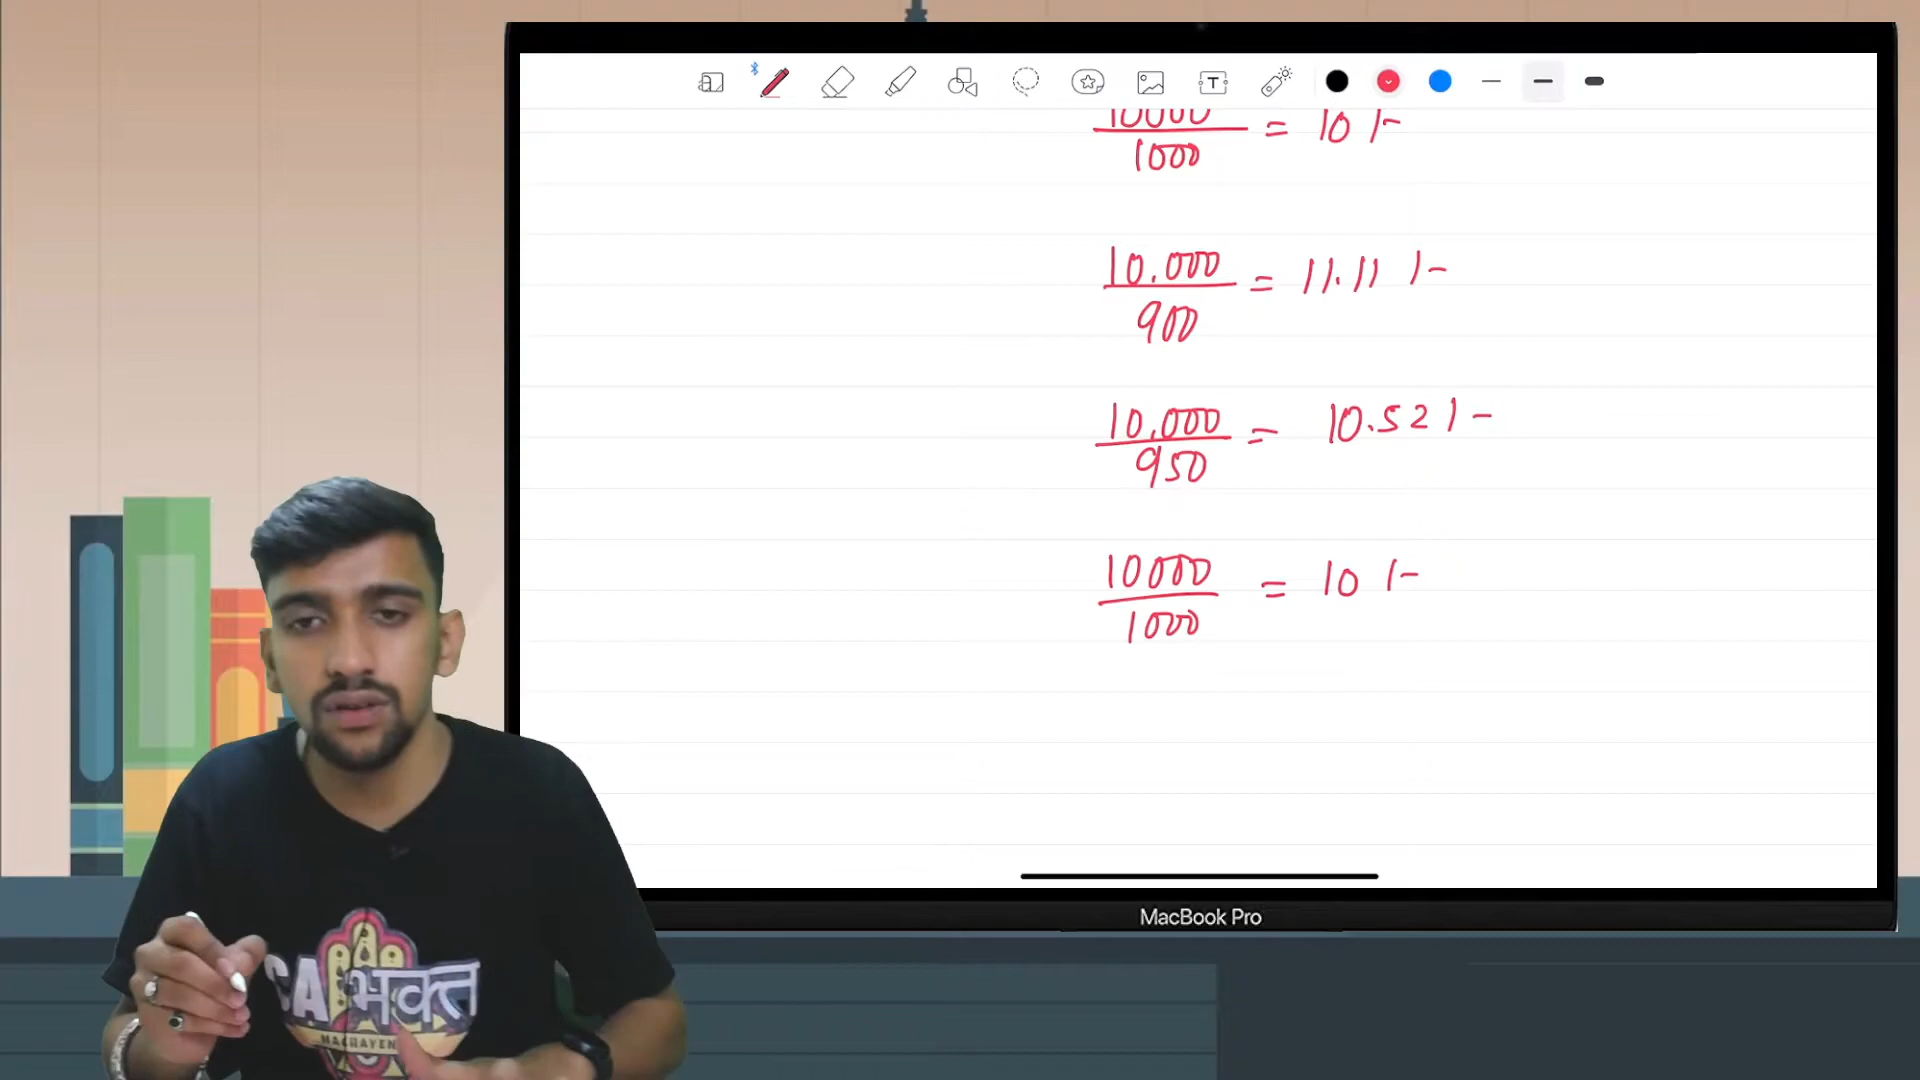 T
10000
1000 = 10 /-
10.000
900 = 11.11 /-
10.000
950 = 10.52 /-
10000
1000 = 10 /-
MacBook Pro
CA भक्त